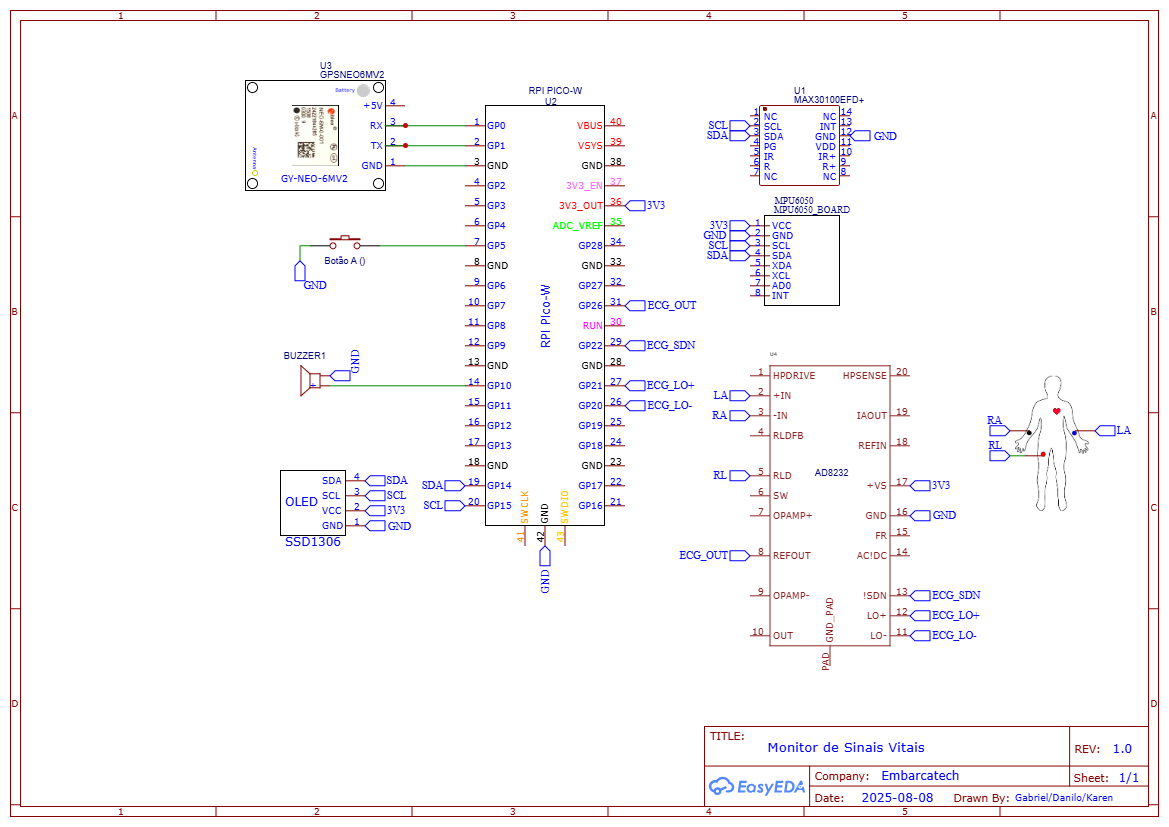 1 2 3 4 5
A A
B B
C C
D D
1 2 3 4 5
U3
GPSNEO6MV2
Battery
Antenna
+5V 4
RX 3
TX 2
GND 1
GY-NEO-6MV2
RPI PICO-W
U2
RPI PIco-W
1 GP0
2 GP1
3 GND
4 GP2
5 GP3
6 GP4
7 GP5
8 GND
9 GP6
10 GP7
11 GP8
12 GP9
13 GND
14 GP10
15 GP11
16 GP12
17 GP13
18 GND
SDA 19 GP14
SCL 20 GP15
VBUS 40
VSYS 39
GND 38
3V3_EN 37
3V3_OUT 36 3V3
ADC_VREF 35
GP28 34
GND 33
GP27 32
GP26 31 ECG_OUT
RUN 30
GP22 29 ECG_SDN
GND 28
GP21 27 ECG_LO+
GP20 26 ECG_LO-
GP19 25
GP18 24
GND 23
GP17 22
GP16 21
SWCLK 41
GND 42
SWDIO 43
GND
Botão A ()
GND
BUZZER1
GND
+
OLED
SDA 4 SDA
SCL 3 SCL
VCC 2 3V3
GND 1 GND
SSD1306
U1
MAX30100EFD+
1 NC
SCL 2 SCL
SDA 3 SDA
4 PG
5 IR
6 R
7 NC
NC 14
INT 13
GND 12 GND
VDD 11
IR+ 10
R+ 9
NC 8
MPU6050
MPU6050_BOARD
3V3 1 VCC
GND 2 GND
SCL 3 SCL
SDA 4 SDA
5 XDA
6 XCL
7 AD0
8 INT
U4
AD8232
1 HPDRIVE
LA 2 +IN
RA 3 -IN
4 RLDFB
RL 5 RLD
6 SW
7 OPAMP+
ECG_OUT 8 REFOUT
9 OPAMP-
10 OUT
HPSENSE 20
IAOUT 19
REFIN 18
+VS 17 3V3
GND 16 GND
FR 15
AC!DC 14
!SDN 13 ECG_SDN
LO+ 12 ECG_LO+
LO- 11 ECG_LO-
GND_PAD
PAD
RA
LA
RL
TITLE:
Monitor de Sinais Vitais
REV: 1.0
EasyEDA
Company: Embarcatech
Sheet: 1/1
Date: 2025-08-08
Drawn By: Gabriel/Danilo/Karen